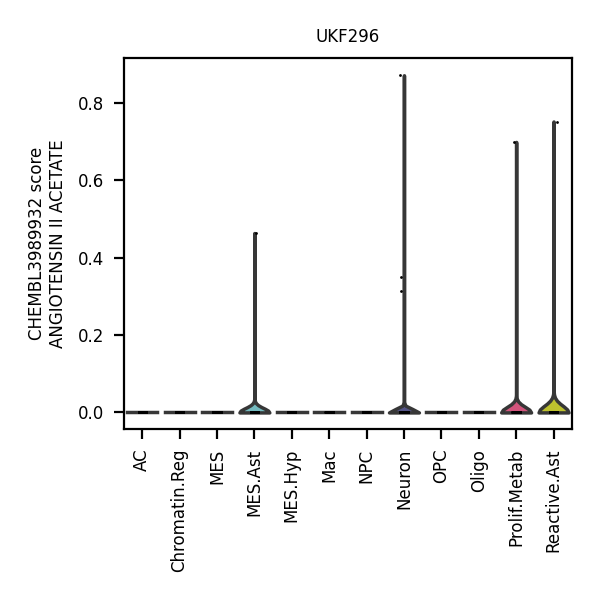 UKF296
CHEMBL3989932 score
ANGIOTENSIN II ACETATE
0.8
0.6
0.4
0.2
0.0
AC
Chromatin.Reg
MES
MES.Ast
MES.Hyp
Mac
NPC
Neuron
OPC
Oligo
Prolif.Metab
Reactive.Ast